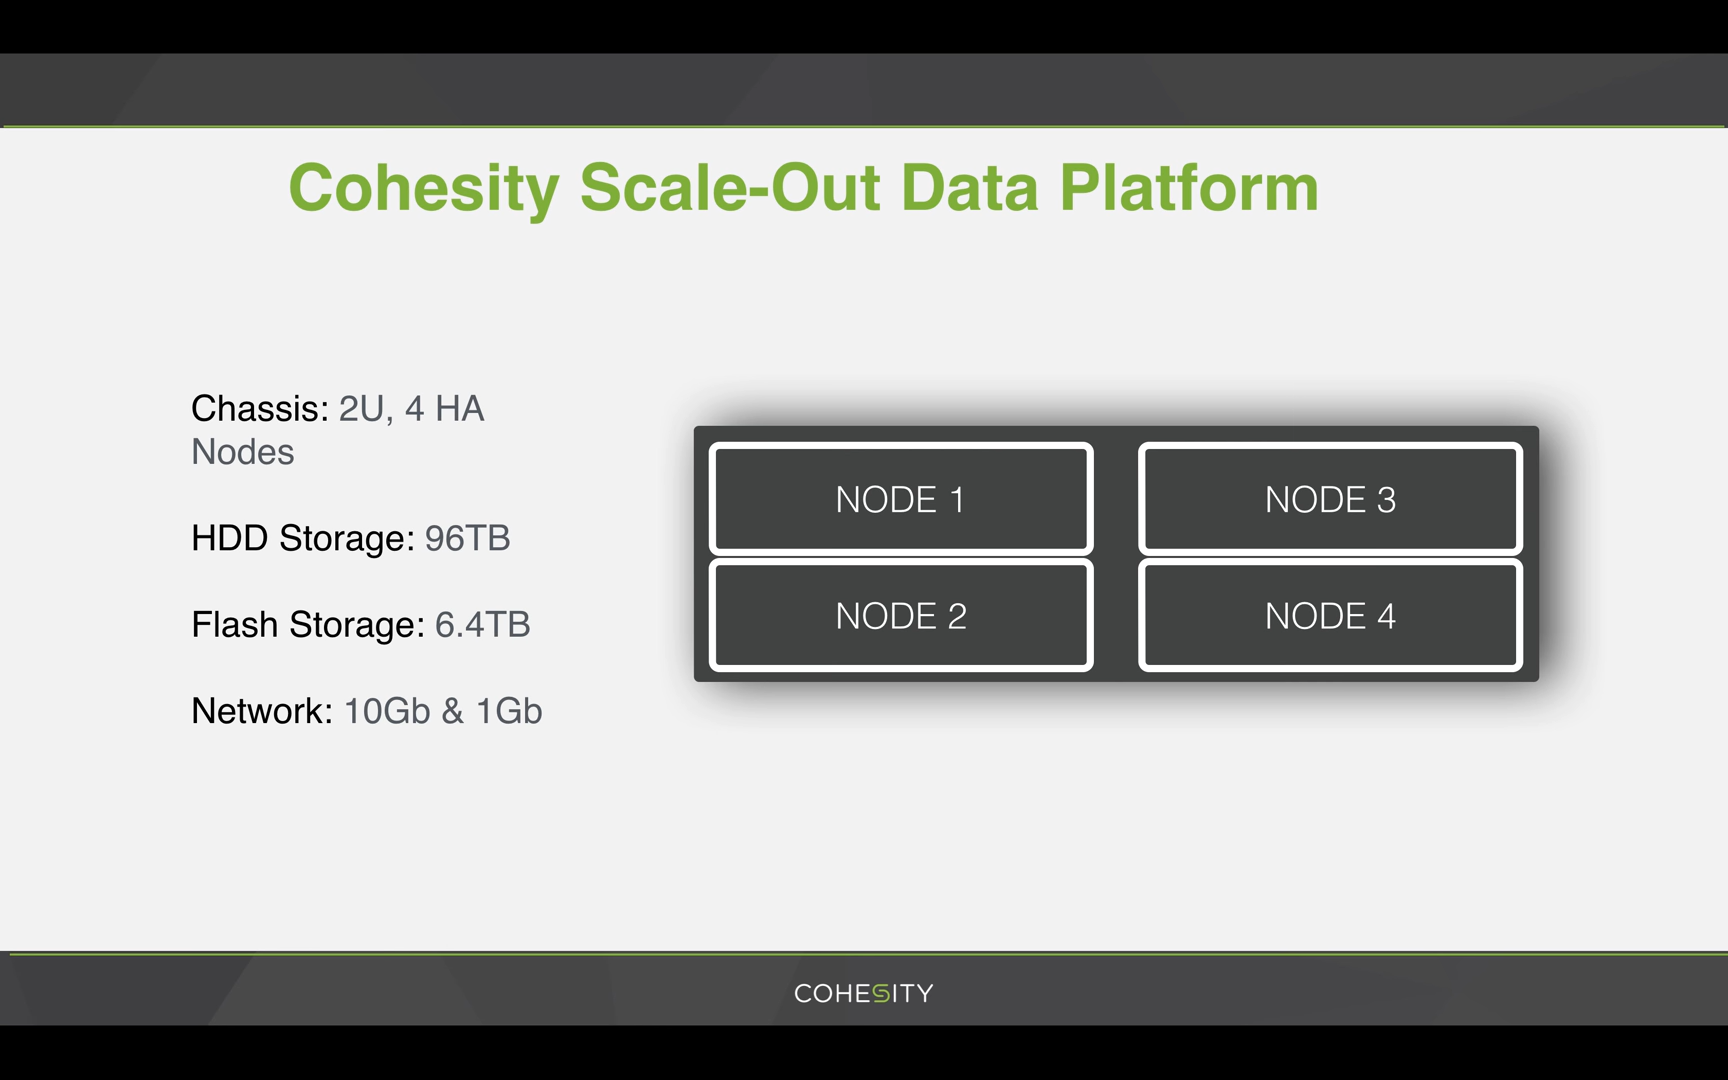 Cohesity Scale-Out Data Platform
Chassis: 2U, 4 HA
Nodes
HDD Storage: 96TB
Flash Storage: 6.4TB
Network: 10Gb & 1Gb
NODE 1
NODE 3
NODE 2
NODE 4
COHESITY